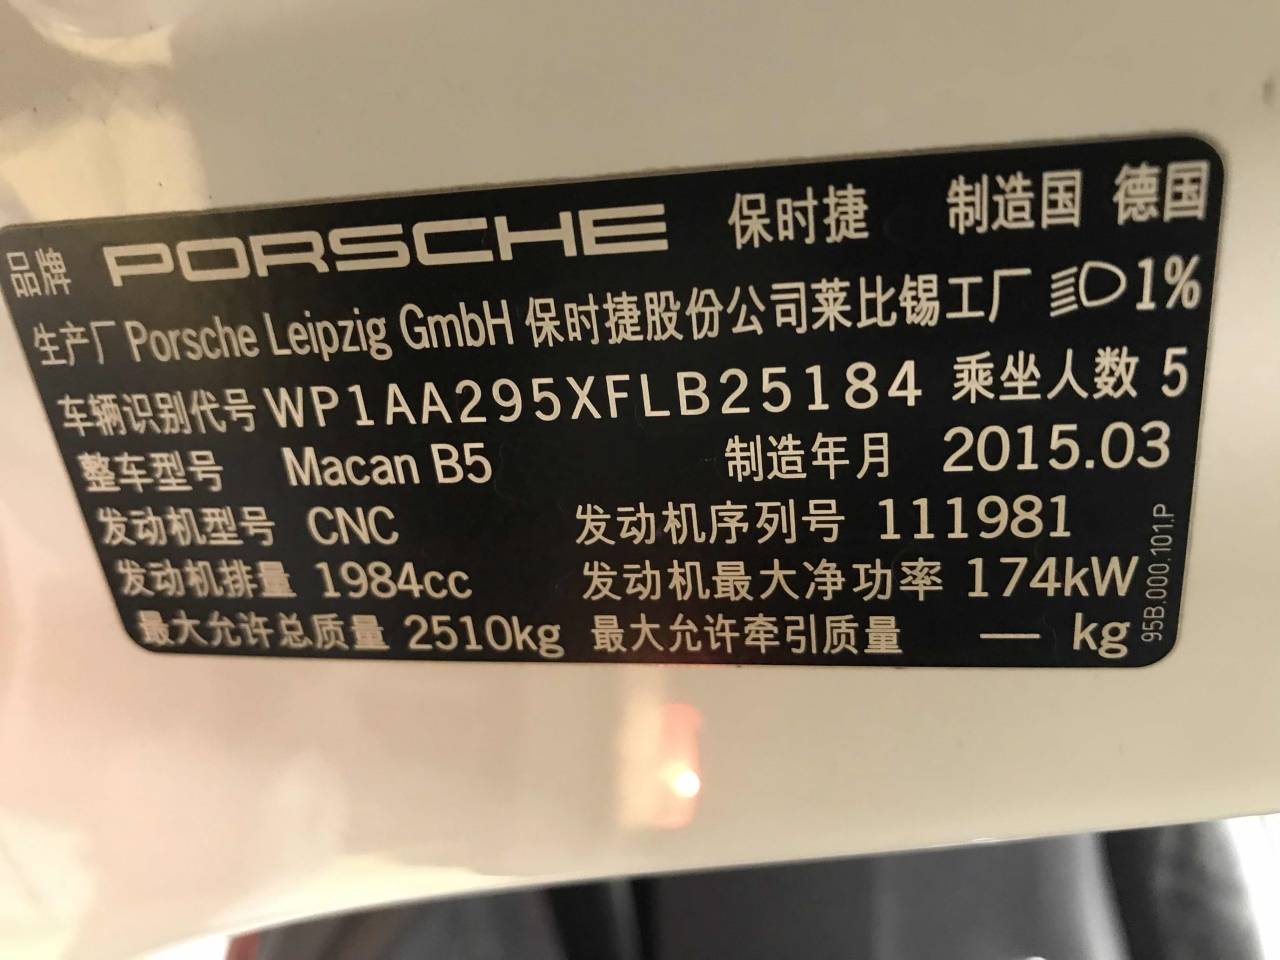 品牌 PORSCHE 保时捷 制造国 德国
生产厂 Porsche Leipzig GmbH 保时捷股份公司莱比锡工厂 1%
车辆识别代号 WP1AA295XFLB25184 乘坐人数 5
整车型号 Macan B5 制造年月 2015.03
发动机型号 CNC 发动机序列号 111981
发动机排量 1984cc 发动机最大净功率 174kW
最大允许总质量 2510kg 最大允许牵引质量 — kg
95B.000.101.P